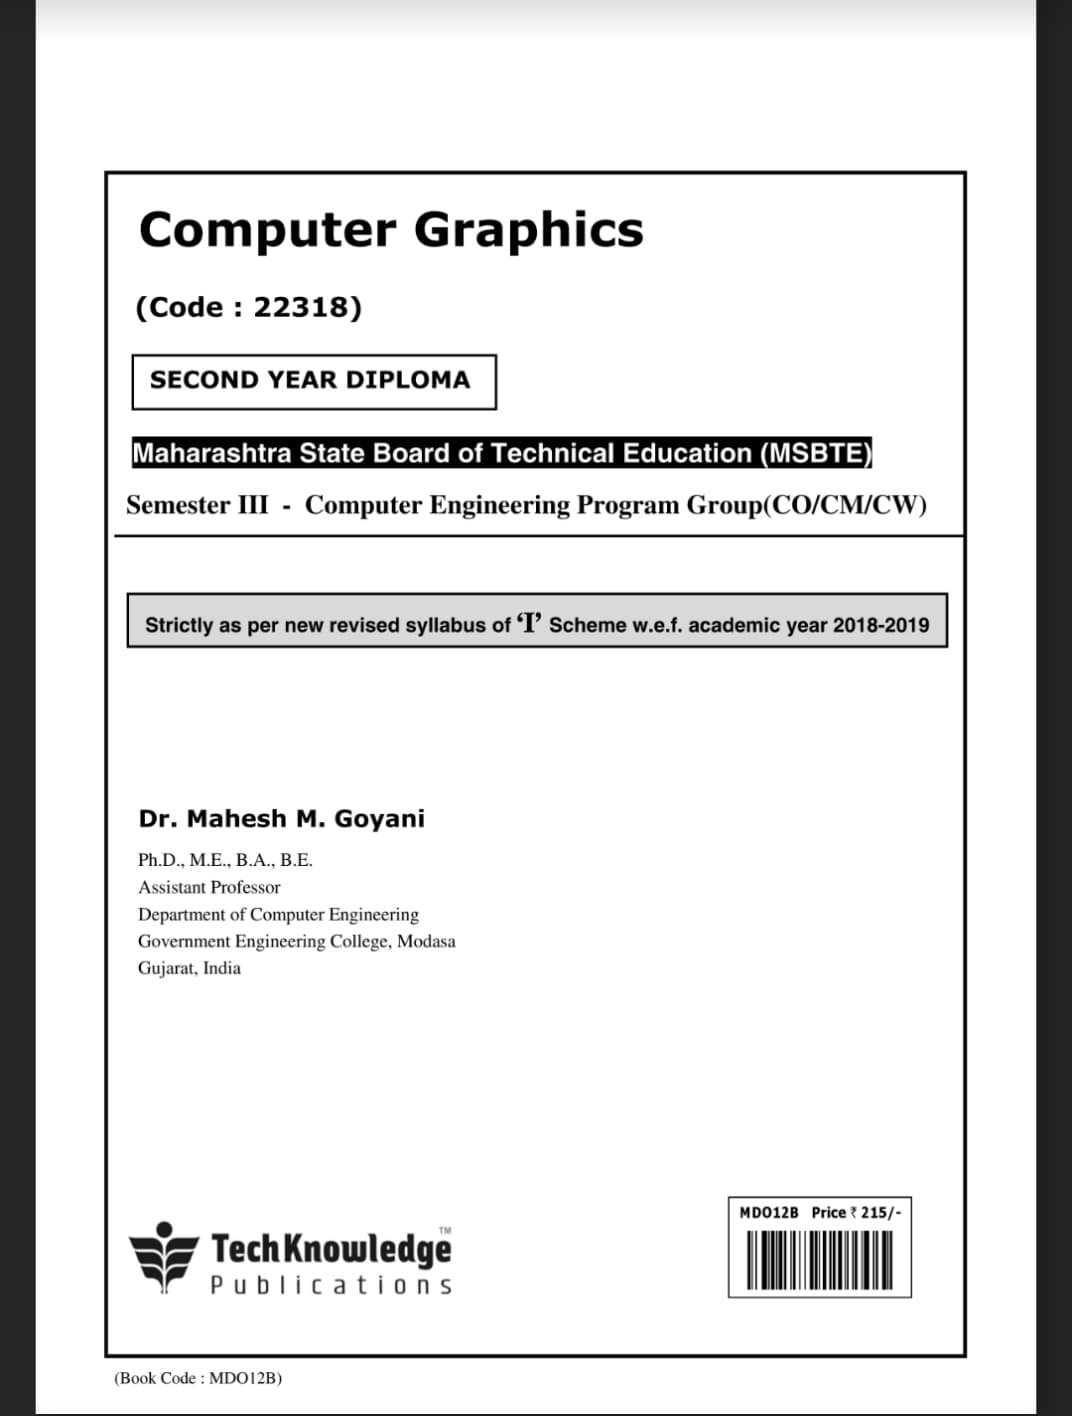 Computer Graphics
(Code : 22318)
SECOND YEAR DIPLOMA
Maharashtra State Board of Technical Education (MSBTE)
Semester III - Computer Engineering Program Group(CO/CM/CW)
Strictly as per new revised syllabus of ‘I’ Scheme w.e.f. academic year 2018-2019
Dr. Mahesh M. Goyani
Ph.D., M.E., B.A., B.E.
Assistant Professor
Department of Computer Engineering
Government Engineering College, Modasa
Gujarat, India
MDO12B Price ₹ 215/-
TechKnowledge™
Publications
(Book Code : MDO12B)